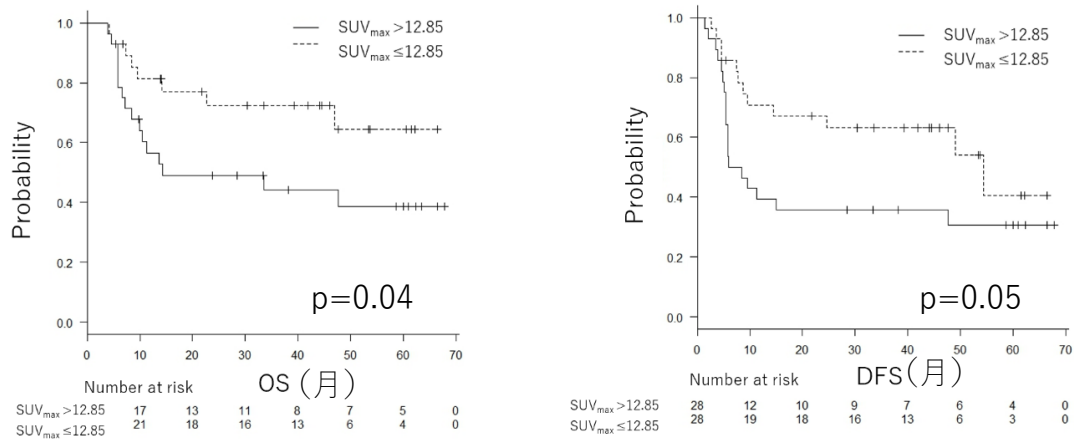 SUVmax >12.85
SUVmax ≤12.85
1.0
0.8
0.6
0.4
0.2
0.0
Probability
p=0.04
0 10 20 30 40 50 60 70
Number at risk
OS (月)
SUVmax >12.85 17 13 11 8 7 5 0
SUVmax ≤12.85 21 18 16 13 6 4 0
SUVmax >12.85
SUVmax ≤12.85
1.0
0.8
0.6
0.4
0.2
0.0
Probability
p=0.05
0 10 20 30 40 50 60 70
Number at risk
DFS(月)
SUVmax >12.85 28 12 10 9 7 6 4 0
SUVmax ≤12.85 28 19 18 16 13 6 3 0